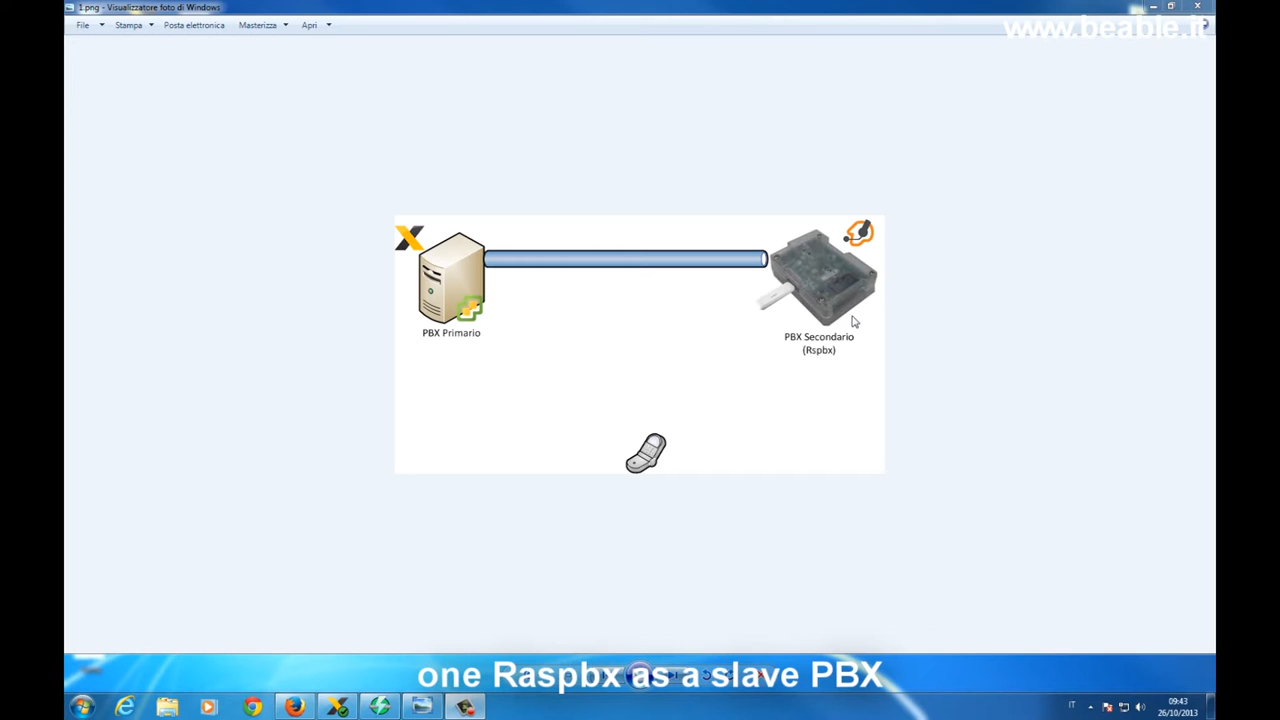 1.png - Visualizzatore foto di Windows
File Stampa Posta elettronica Masterizza Apri
www.beable.it
PBX Primario
PBX Secondario
(Rspbx)
one Raspbx as a slave PBX
IT
09:43
26/10/2013